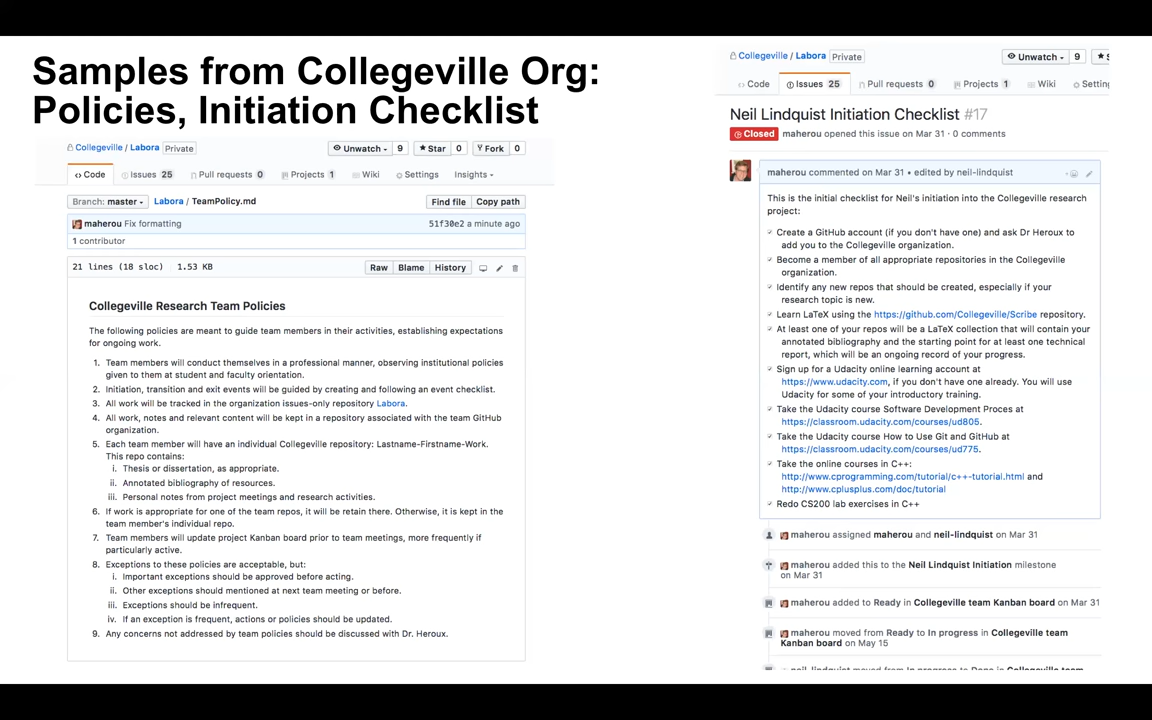 Samples from Collegeville Org:
Policies, Initiation Checklist
Collegeville / Labora Private
Unwatch 9 Star 0 Fork 0
Code Issues 25 Pull requests 0 Projects 1 Wiki Settings Insights
Branch: master Labora / TeamPolicy.md Find file Copy path
maherou Fix formatting 51f30e2 a minute ago
1 contributor
21 lines (18 sloc) 1.53 KB Raw Blame History
Collegeville Research Team Policies
The following policies are meant to guide team members in their activities, establishing expectations
for ongoing work.
1. Team members will conduct themselves in a professional manner, observing institutional policies
given to them at student and faculty orientation.
2. Initiation, transition and exit events will be guided by creating and following an event checklist.
3. All work will be tracked in the organization issues-only repository Labora.
4. All work, notes and relevant content will be kept in a repository associated with the team GitHub
organization.
5. Each team member will have an individual Collegeville repository: Lastname-Firstname-Work.
This repo contains:
i. Thesis or dissertation, as appropriate.
ii. Annotated bibliography of resources.
iii. Personal notes from project meetings and research activities.
6. If work is appropriate for one of the team repos, it will be retain there. Otherwise, it is kept in the
team member's individual repo.
7. Team members will update project Kanban board prior to team meetings, more frequently if
particularly active.
8. Exceptions to these policies are acceptable, but:
i. Important exceptions should be approved before acting.
ii. Other exceptions should mentioned at next team meeting or before.
iii. Exceptions should be infrequent.
iv. If an exception is frequent, actions or policies should be updated.
9. Any concerns not addressed by team policies should be discussed with Dr. Heroux.
Collegeville / Labora Private
Unwatch 9
Code Issues 25 Pull requests 0 Projects 1 Wiki Setting
Neil Lindquist Initiation Checklist #17
Closed maherou opened this issue on Mar 31 · 0 comments
maherou commented on Mar 31 • edited by neil-lindquist
This is the initial checklist for Neil's initiation into the Collegeville research
project:
Create a GitHub account (if you don't have one) and ask Dr Heroux to
add you to the Collegeville organization.
Become a member of all appropriate repositories in the Collegeville
organization.
Identify any new repos that should be created, especially if your
research topic is new.
Learn LaTeX using the https://github.com/Collegeville/Scribe repository.
At least one of your repos will be a LaTeX collection that will contain your
annotated bibliography and the starting point for at least one technical
report, which will be an ongoing record of your progress.
Sign up for a Udacity online learning account at
https://www.udacity.com, if you don't have one already. You will use
Udacity for some of your introductory training.
Take the Udacity course Software Development Proces at
https://classroom.udacity.com/courses/ud805.
Take the Udacity course How to Use Git and GitHub at
https://classroom.udacity.com/courses/ud775.
Take the online courses in C++:
http://www.cprogramming.com/tutorial/c++-tutorial.html and
http://www.cplusplus.com/doc/tutorial
Redo CS200 lab exercises in C++
maherou assigned maherou and neil-lindquist on Mar 31
maherou added this to the Neil Lindquist Initiation milestone
on Mar 31
maherou added to Ready in Collegeville team Kanban board on Mar 31
maherou moved from Ready to In progress in Collegeville team
Kanban board on May 15
neil-lindquist moved from In progress to Done in Collegeville team